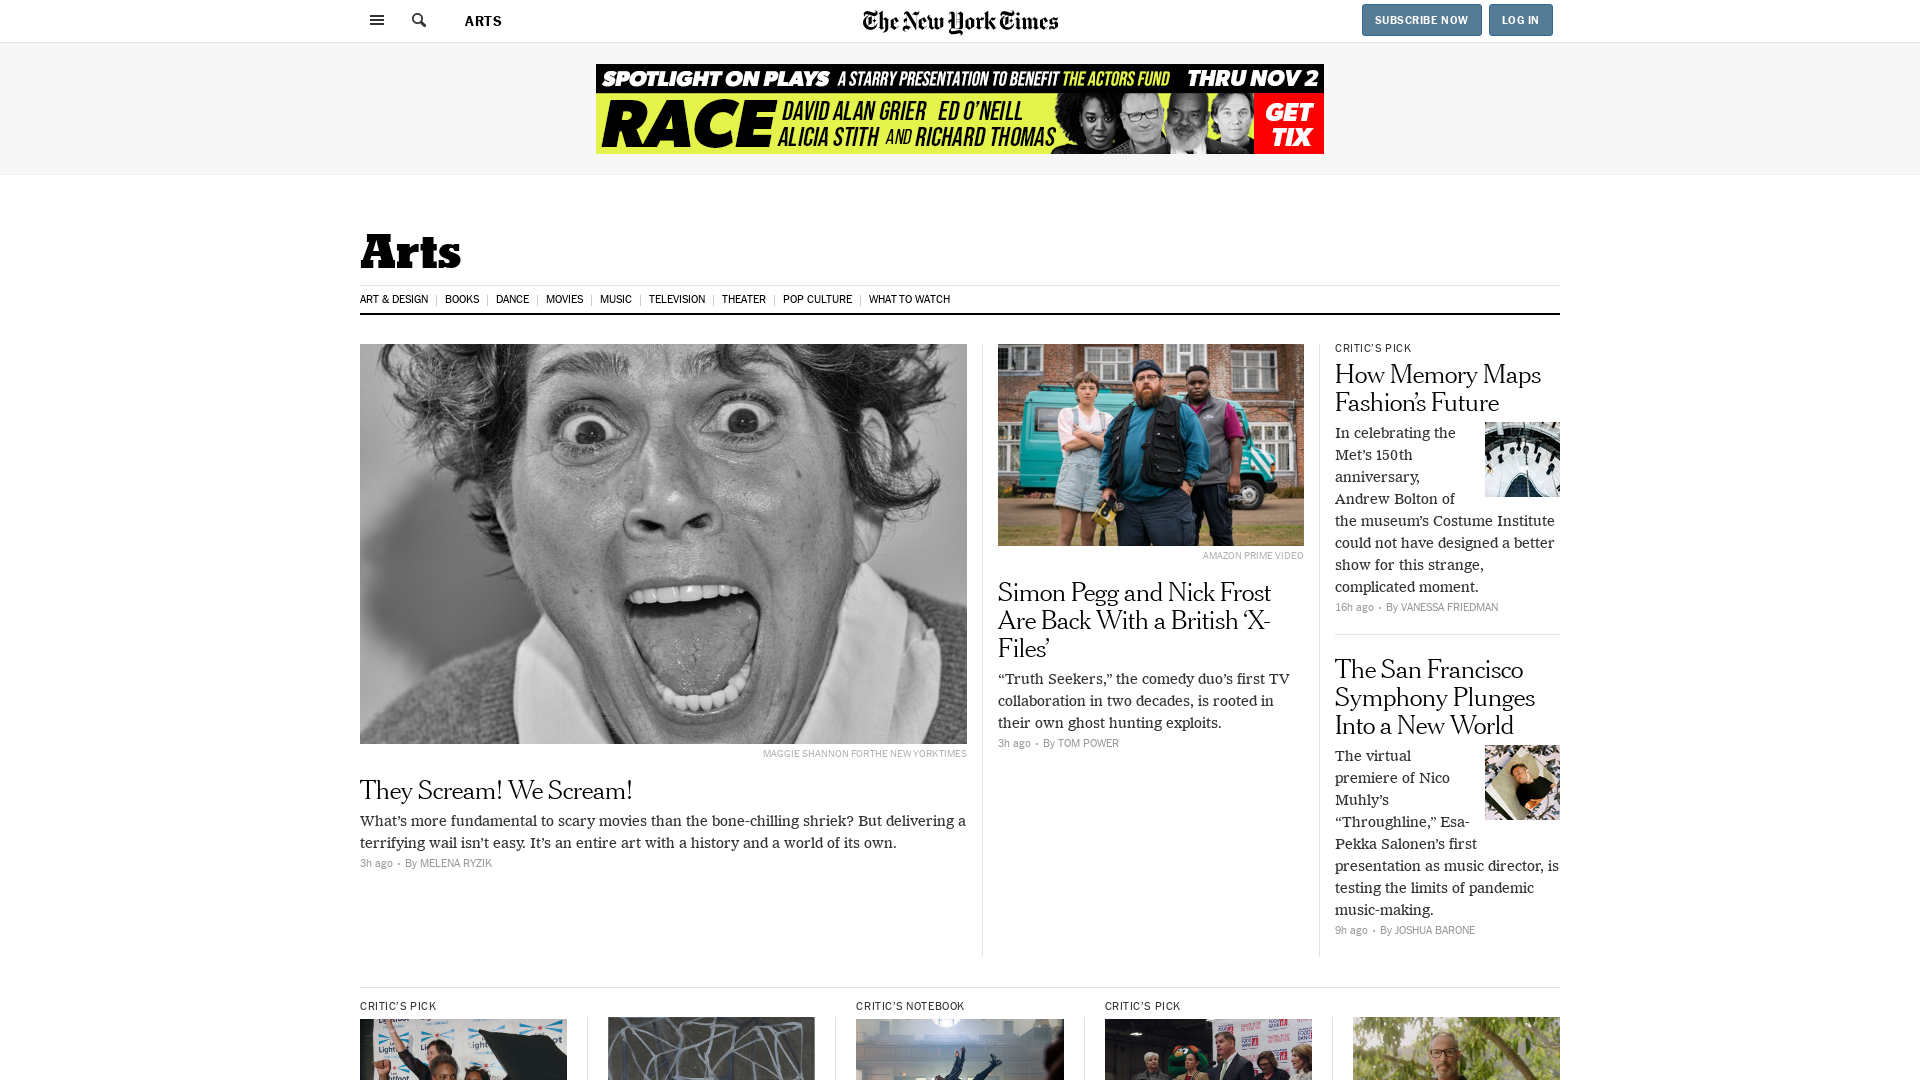 ARTS
The New York Times
SUBSCRIBE NOW
LOG IN
SPOTLIGHT ON PLAYS A STARRY PRESENTATION TO BENEFIT THE ACTORS FUND THRU NOV 2
RACE
DAVID ALAN GRIER ED O'NEILL
ALICIA STITH AND RICHARD THOMAS
GET
TIX
Arts
ART & DESIGN
BOOKS
DANCE
MOVIES
MUSIC
TELEVISION
THEATER
POP CULTURE
WHAT TO WATCH
MAGGIE SHANNON FOR THE NEW YORK TIMES
They Scream! We Scream!
What’s more fundamental to scary movies than the bone-chilling shriek? But delivering a
terrifying wail isn’t easy. It’s an entire art with a history and a world of its own.
3h ago • By MELENA RYZIK
AMAZON PRIME VIDEO
Simon Pegg and Nick Frost
Are Back With a British ‘X-
Files’
“Truth Seekers,” the comedy duo’s first TV
collaboration in two decades, is rooted in
their own ghost hunting exploits.
3h ago • By TOM POWER
CRITIC’S PICK
How Memory Maps
Fashion’s Future
In celebrating the
Met’s 150th
anniversary,
Andrew Bolton of
the museum’s Costume Institute
could not have designed a better
show for this strange,
complicated moment.
16h ago • By VANESSA FRIEDMAN
The San Francisco
Symphony Plunges
Into a New World
The virtual
premiere of Nico
Muhly’s
“Throughline,” Esa-
Pekka Salonen’s first
presentation as music director, is
testing the limits of pandemic
music-making.
9h ago • By JOSHUA BARONE
CRITIC’S PICK
CRITIC’S NOTEBOOK
CRITIC’S PICK